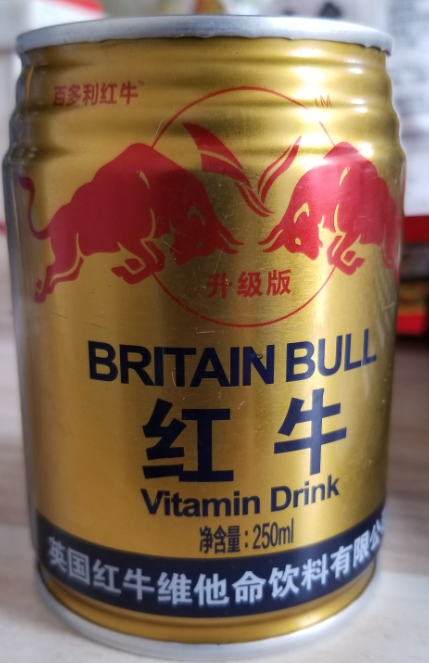 百多利红牛™
TM
升级版
BRITAIN BULL
红牛
Vitamin Drink
净含量:250ml
英国红牛维他命饮料有限公